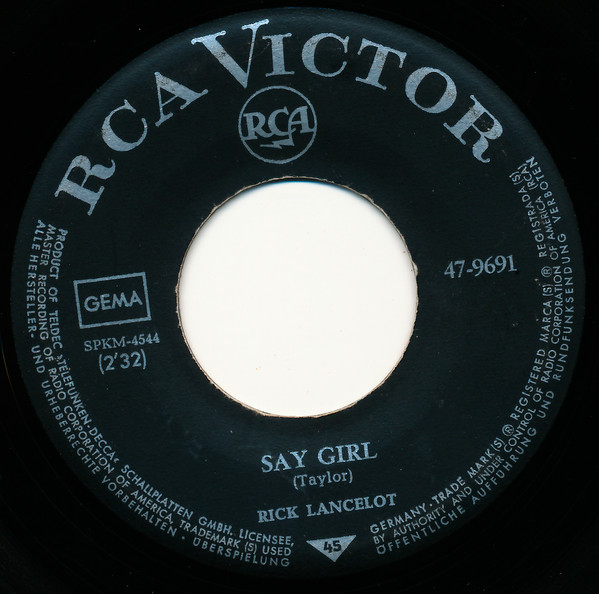 RCA VICTOR
RCA
GEMA
47-9691
SPKM-4544
(2'32)
SAY GIRL
(Taylor)
RICK LANCELOT
45
PRODUCT OF TELDEC »TELEFUNKEN-DECCA« SCHALLPLATTEN GMBH. LICENSEE,
MASTER RECORDING OF RADIO CORPORATION OF AMERICA, TRADEMARK (S) USED
ALLE HERSTELLER- UND URHEBERRECHTE VORBEHALTEN · ÜBERSPIELUNG
GERMANY · TRADE MARK(S) ® REGISTERED MARCA(S) ® REGISTRADA(S)
BY AUTHORITY AND UNDER CONTROL OF RADIO CORPORATION OF AMERICA (RCA)
ÖFFENTLICHE AUFFÜHRUNG UND RUNDFUNKSENDUNG VERBOTEN